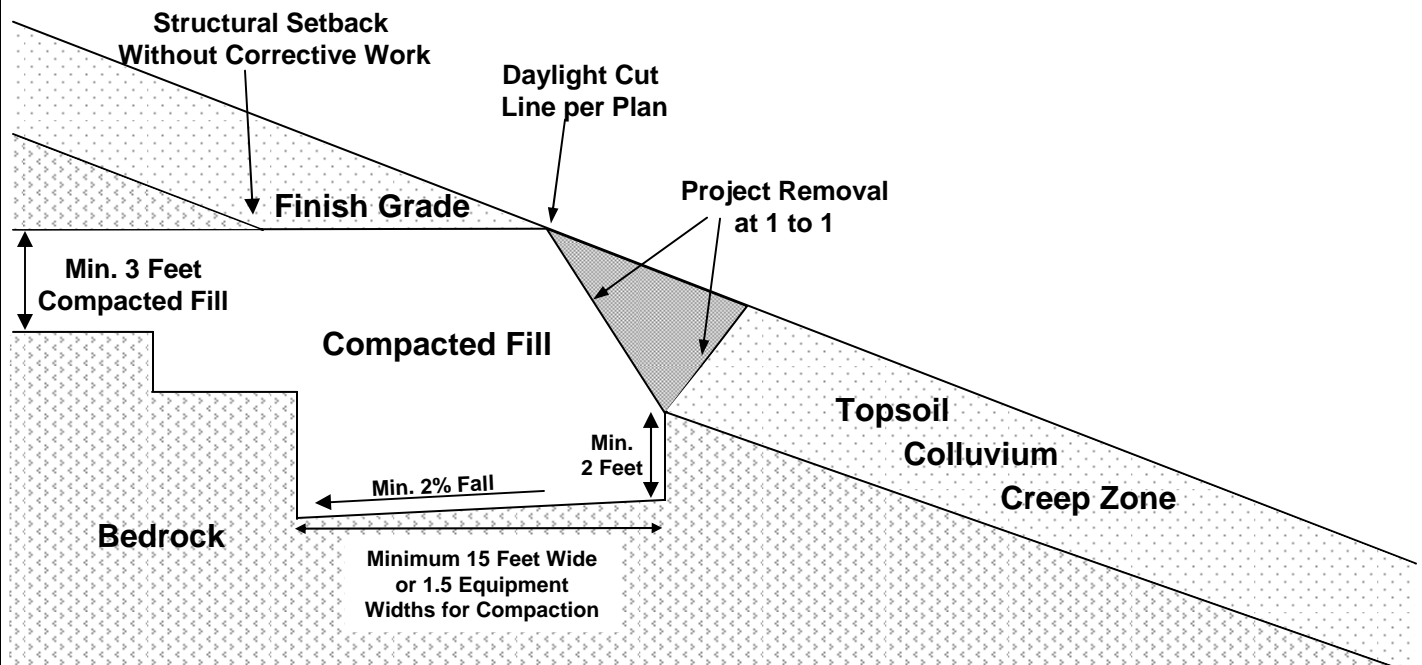 Structural Setback
Without Corrective Work
Daylight Cut
Line per Plan
Project Removal
at 1 to 1
Finish Grade
Min. 3 Feet
Compacted Fill
Compacted Fill
Topsoil
Colluvium
Creep Zone
Min.
2 Feet
Min. 2% Fall
Bedrock
Minimum 15 Feet Wide
or 1.5 Equipment
Widths for Compaction